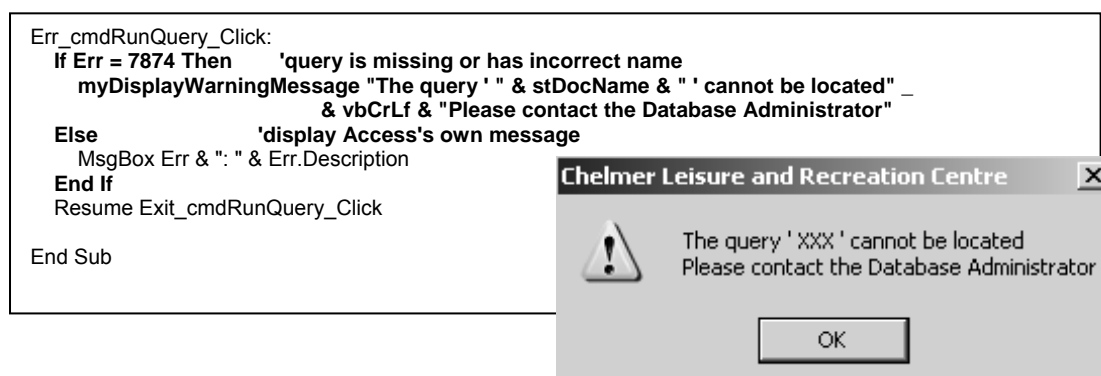 Err_cmdRunQuery_Click:
If Err = 7874 Then 'query is missing or has incorrect name
myDisplayWarningMessage "The query ' " & stDocName & " ' cannot be located" _
& vbCrLf & "Please contact the Database Administrator"
Else 'display Access's own message
MsgBox Err & ": " & Err.Description
End If
Resume Exit_cmdRunQuery_Click
End Sub
Chelmer Leisure and Recreation Centre
The query ' XXX ' cannot be located
Please contact the Database Administrator
OK